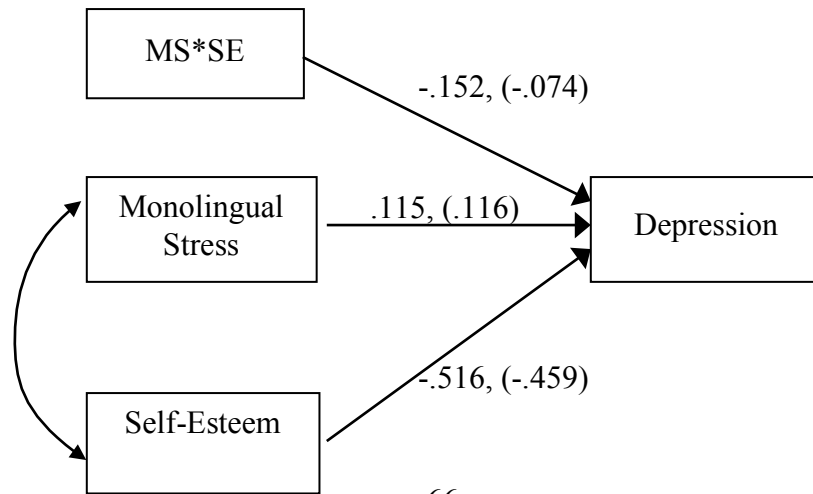 MS*SE
-.152, (-.074)
Monolingual
Stress
.115, (.116)
Depression
-.516, (-.459)
Self-Esteem